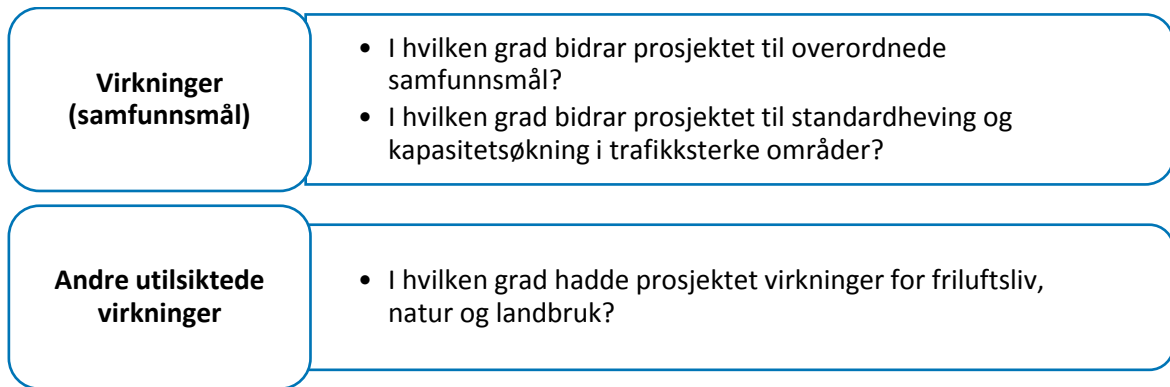 Virkninger
(samfunnsmål)
• I hvilken grad bidrar prosjektet til overordnede
samfunnsmål?
• I hvilken grad bidrar prosjektet til standardheving og
kapasitetsøkning i trafikksterke områder?
Andre utilsiktede
virkninger
• I hvilken grad hadde prosjektet virkninger for friluftsliv,
natur og landbruk?